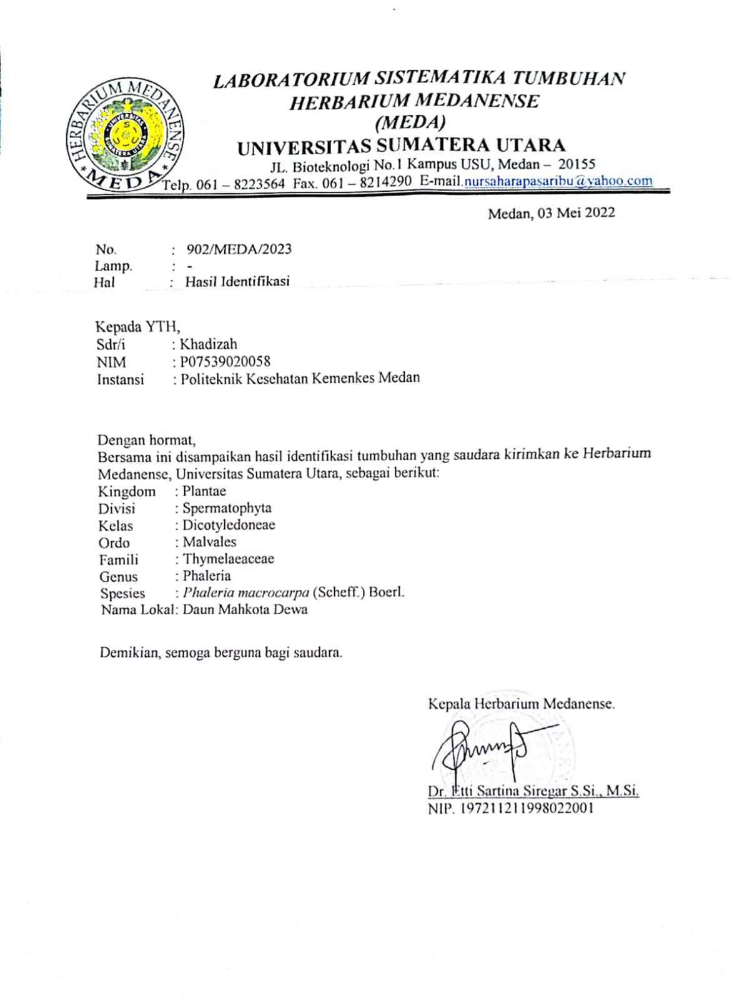 LABORATORIUM SISTEMATIKA TUMBUHAN
HERBARIUM MEDANENSE
(MEDA)
UNIVERSITAS SUMATERA UTARA
JL. Bioteknologi No.1 Kampus USU, Medan – 20155
Telp. 061 – 8223564 Fax. 061 – 8214290 E-mail.nursaharapasaribu@yahoo.com
HERBARIUM MEDANENSE
* MEDA *
UNIVERSITAS
SUMATERA UTARA
Medan, 03 Mei 2022
No. : 902/MEDA/2023
Lamp. : -
Hal : Hasil Identifikasi
Kepada YTH,
Sdr/i : Khadizah
NIM : P07539020058
Instansi : Politeknik Kesehatan Kemenkes Medan
Dengan hormat,
Bersama ini disampaikan hasil identifikasi tumbuhan yang saudara kirimkan ke Herbarium
Medanense, Universitas Sumatera Utara, sebagai berikut:
Kingdom : Plantae
Divisi : Spermatophyta
Kelas : Dicotyledoneae
Ordo : Malvales
Famili : Thymelaeaceae
Genus : Phaleria
Spesies : Phaleria macrocarpa (Scheff.) Boerl.
Nama Lokal: Daun Mahkota Dewa
Demikian, semoga berguna bagi saudara.
Kepala Herbarium Medanense.
Dr. Etti Sartina Siregar S.Si., M.Si.
NIP. 197211211998022001